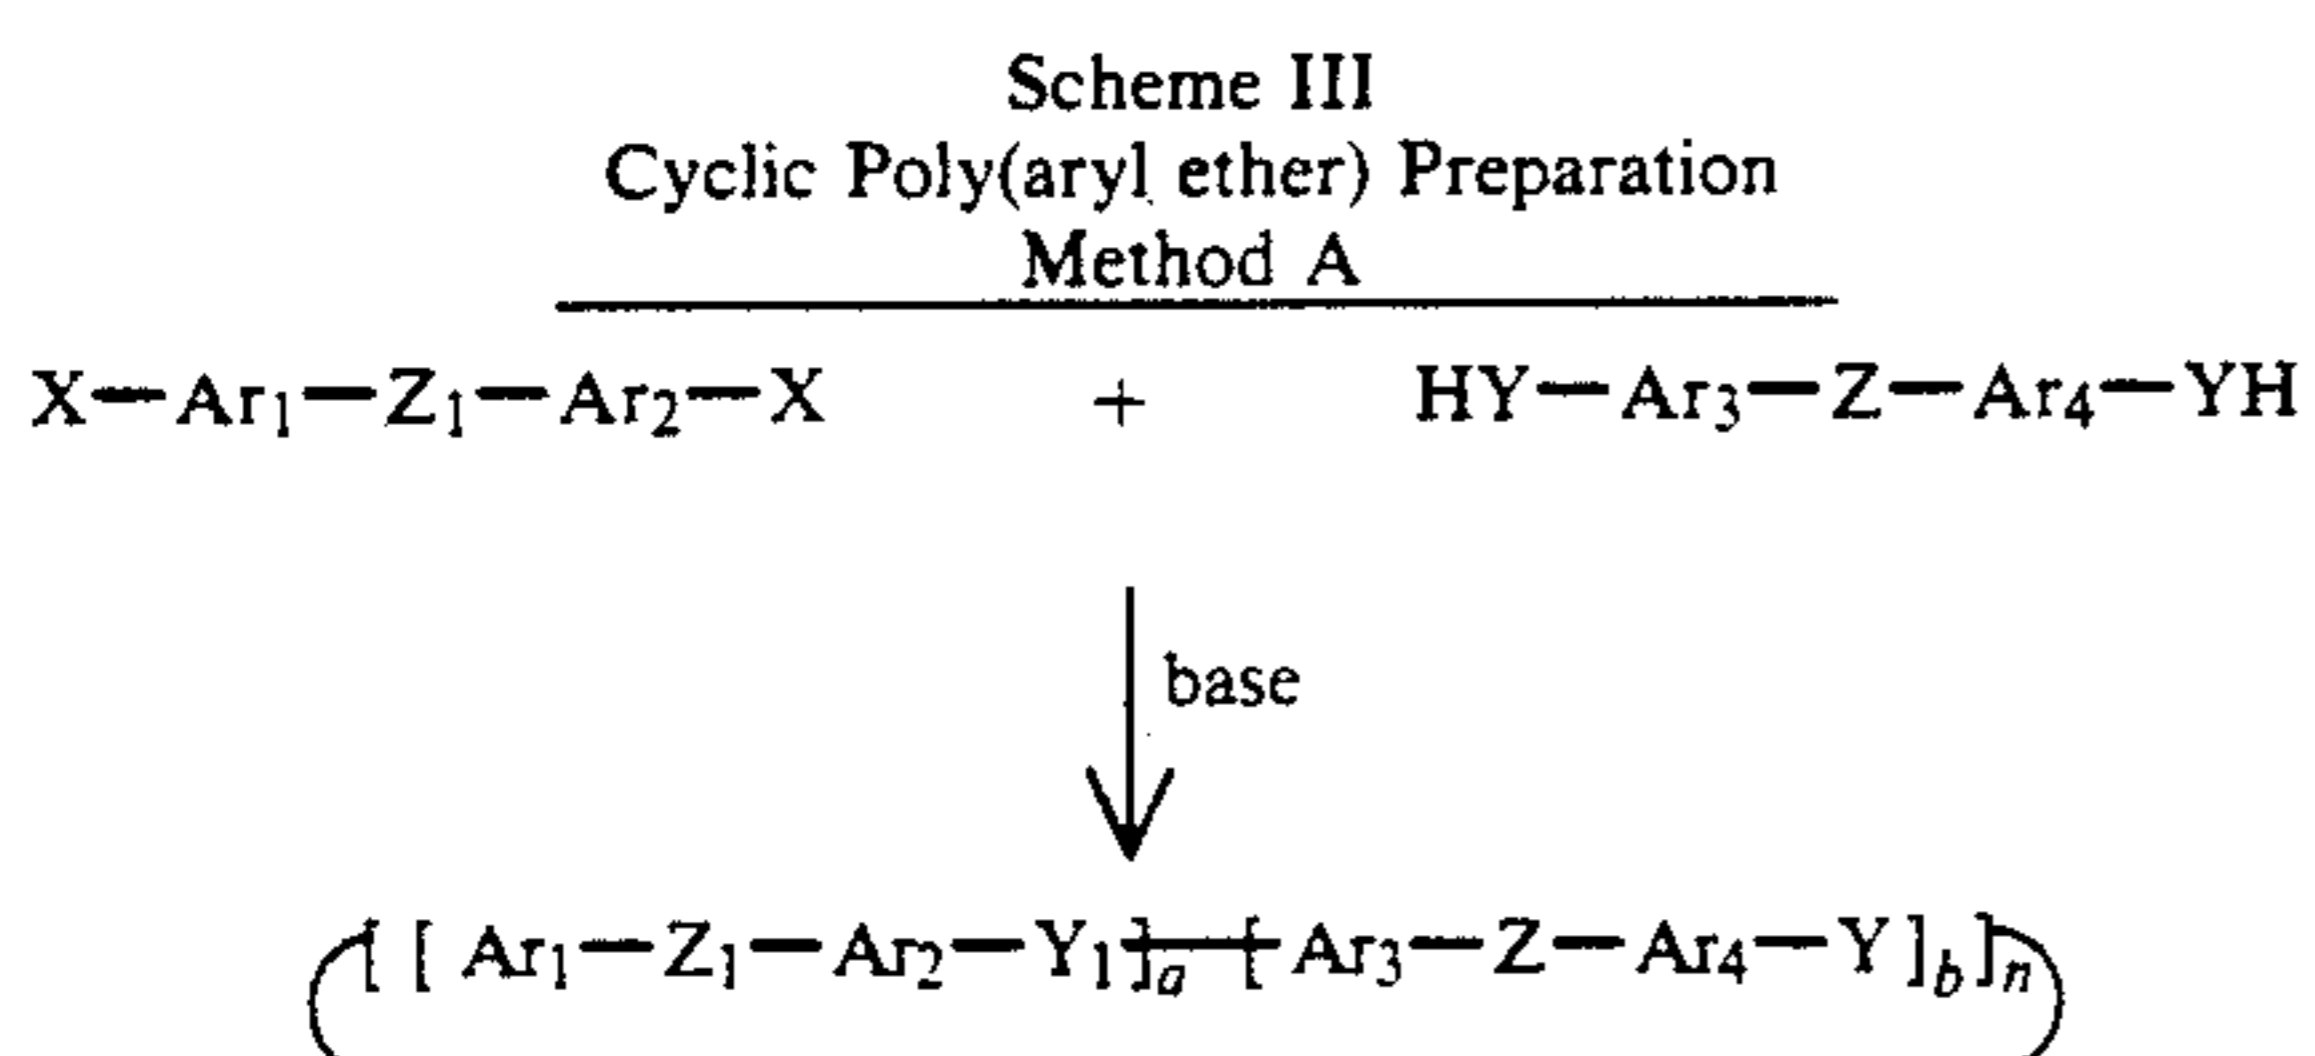 Scheme III
Cyclic Poly(aryl ether) Preparation
Method A
X—Ar₁—Z₁—Ar₂—X + HY—Ar₃—Z—Ar₄—YH
base
[ [ Ar₁—Z₁—Ar₂—Y₁]ₐ—[ Ar₃—Z—Ar₄—Y ]b ]ₙ